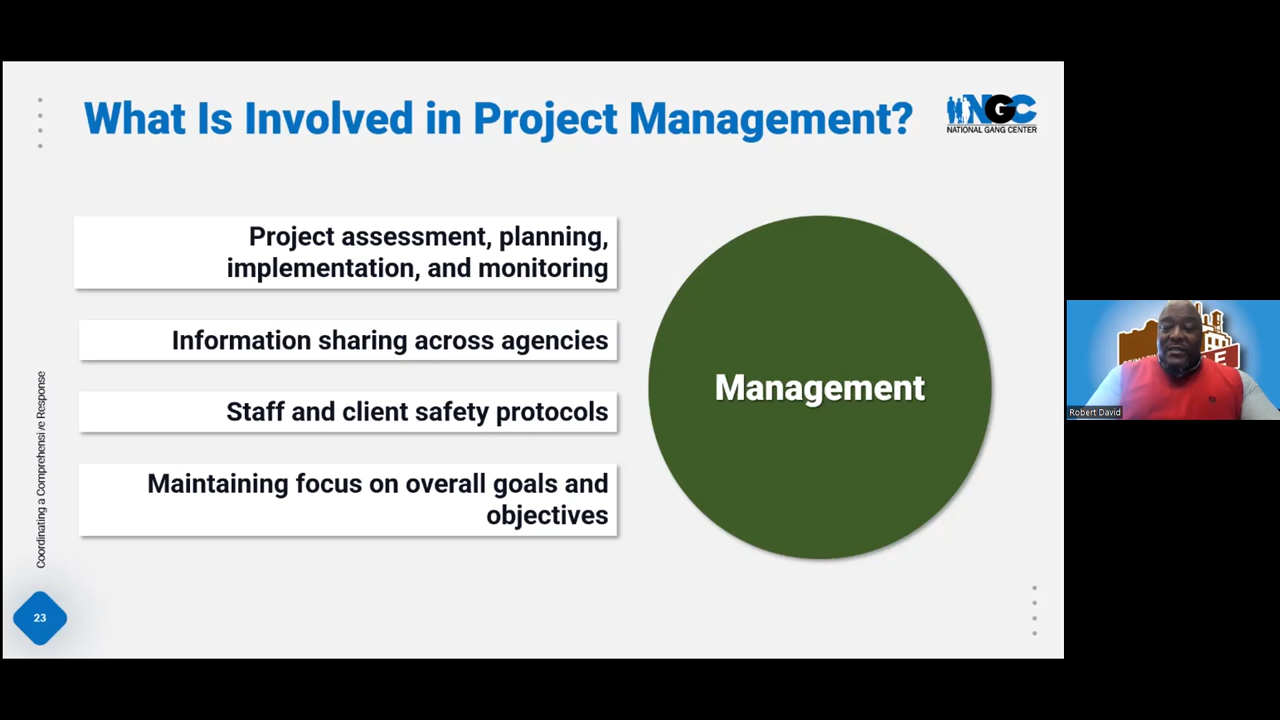 What Is Involved in Project Management?
NGC
NATIONAL GANG CENTER
Project assessment, planning,
implementation, and monitoring
Information sharing across agencies
Staff and client safety protocols
Maintaining focus on overall goals and
objectives
Management
Coordinating a Comprehensive Response
23
Robert David